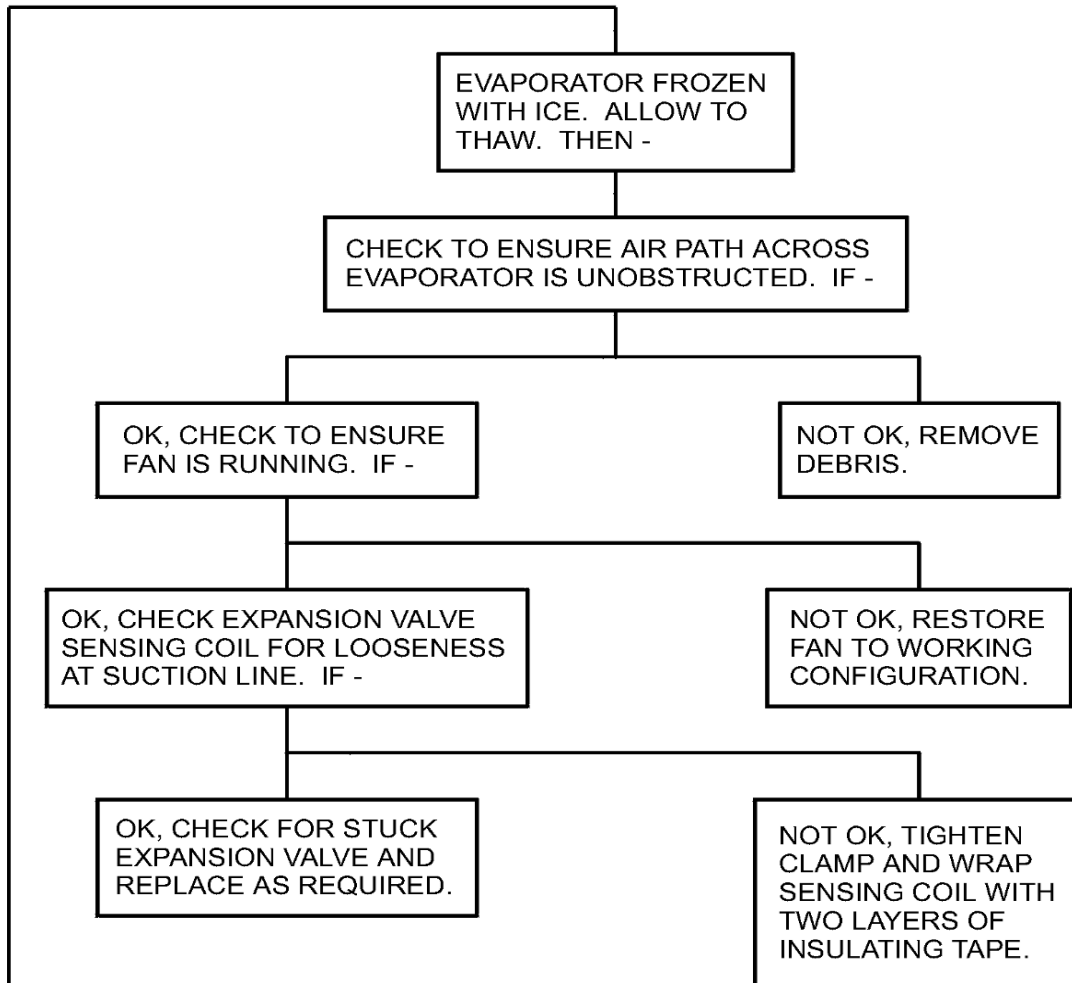 EVAPORATOR FROZEN
WITH ICE.  ALLOW TO
THAW.  THEN -
CHECK TO ENSURE AIR PATH ACROSS
EVAPORATOR IS UNOBSTRUCTED.  IF -
OK, CHECK TO ENSURE
FAN IS RUNNING.  IF -
NOT OK, REMOVE
DEBRIS.
OK, CHECK EXPANSION VALVE
SENSING COIL FOR LOOSENESS
AT SUCTION LINE.  IF -
NOT OK, RESTORE
FAN TO WORKING
CONFIGURATION.
OK, CHECK FOR STUCK
EXPANSION VALVE AND
REPLACE AS REQUIRED.
NOT OK, TIGHTEN
CLAMP AND WRAP
SENSING COIL WITH
TWO LAYERS OF
INSULATING TAPE.